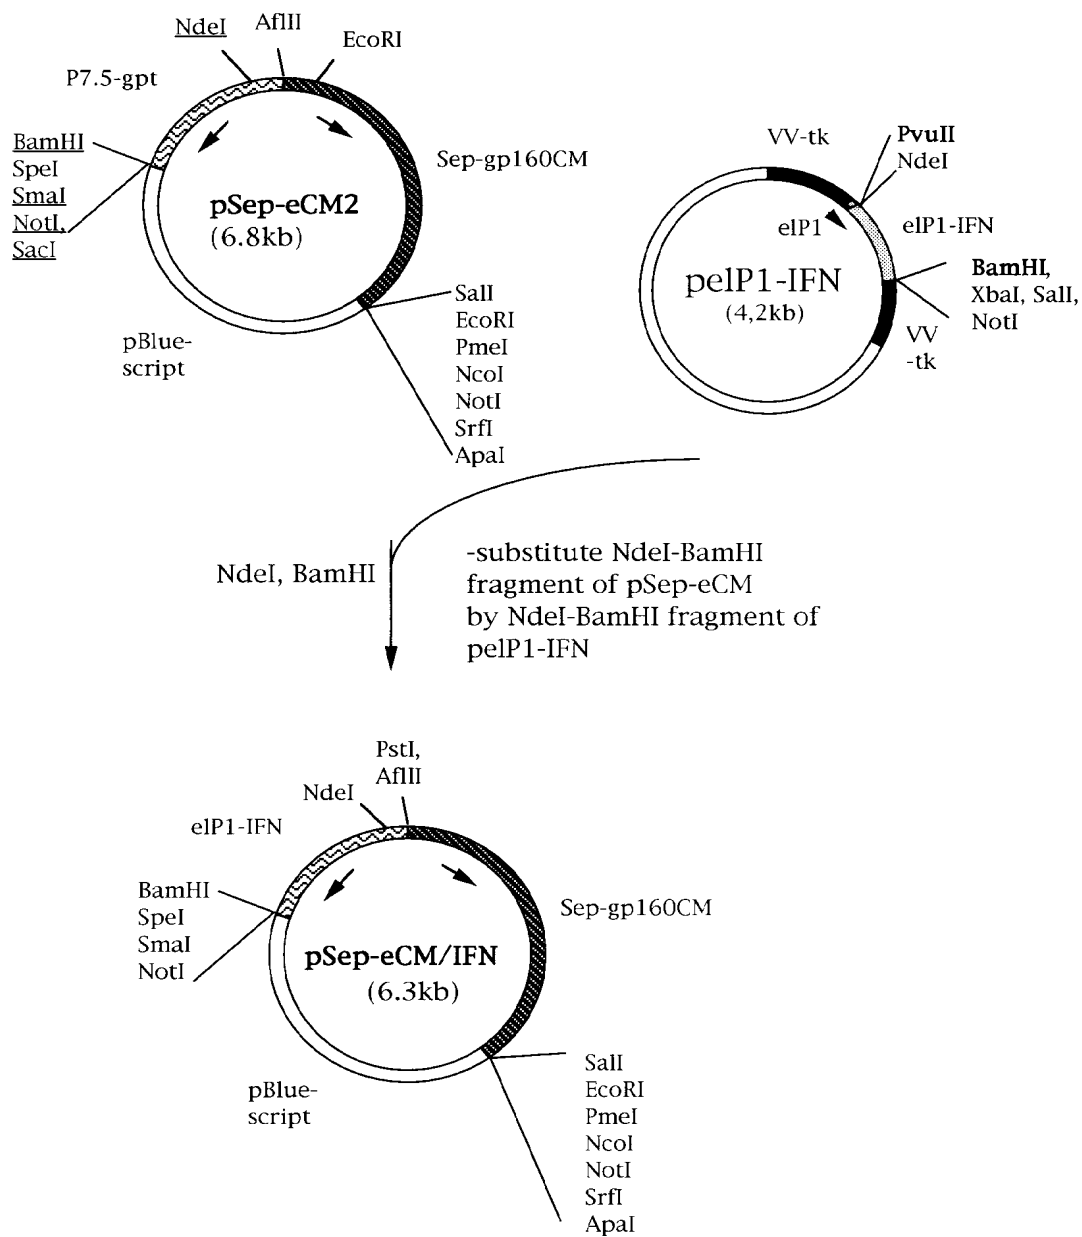 NdeI
AflII
EcoRI
P7.5-gpt
BamHI
SpeI
SmaI
NotI,
SacI
Sep-gp160CM
pSep-eCM2
(6.8kb)
pBlue-
script
SalI
EcoRI
PmeI
NcoI
NotI
SrfI
ApaI
VV-tk
PvuII
NdeI
elP1
elP1-IFN
pelP1-IFN
(4,2kb)
BamHI,
XbaI, SalI,
NotI
VV
-tk
NdeI, BamHI
-substitute NdeI-BamHI
fragment of pSep-eCM
by NdeI-BamHI fragment of
pelP1-IFN
PstI,
AflII
NdeI
elP1-IFN
BamHI
SpeI
SmaI
NotI
Sep-gp160CM
pSep-eCM/IFN
(6.3kb)
pBlue-
script
SalI
EcoRI
PmeI
NcoI
NotI
SrfI
ApaI